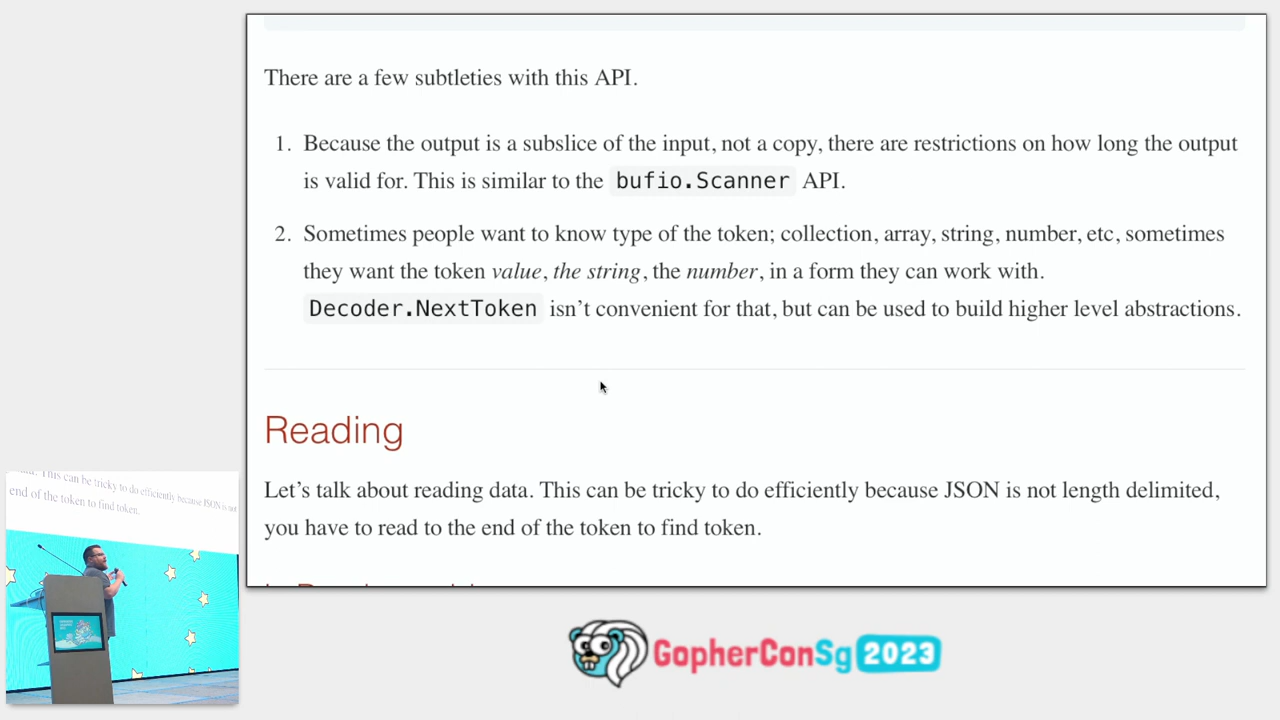 There are a few subtleties with this API.
1. Because the output is a subslice of the input, not a copy, there are restrictions on how long the output
is valid for. This is similar to the bufio.Scanner API.
2. Sometimes people want to know type of the token; collection, array, string, number, etc, sometimes
they want the token value, the string, the number, in a form they can work with.
Decoder.NextToken isn’t convenient for that, but can be used to build higher level abstractions.
Reading
Let’s talk about reading data. This can be tricky to do efficiently because JSON is not length delimited,
you have to read to the end of the token to find token.
This can be tricky to do efficiently because JSON is not
end of the token to find token.
GopherConSg 2023